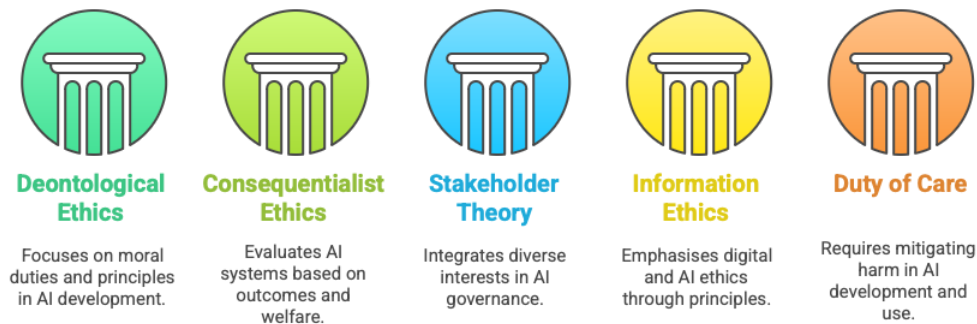 Deontological
Ethics
Focuses on moral
duties and principles
in AI development.
Consequentialist
Ethics
Evaluates AI
systems based on
outcomes and
welfare.
Stakeholder
Theory
Integrates diverse
interests in AI
governance.
Information
Ethics
Emphasises digital
and AI ethics
through principles.
Duty of Care
Requires mitigating
harm in AI
development and
use.